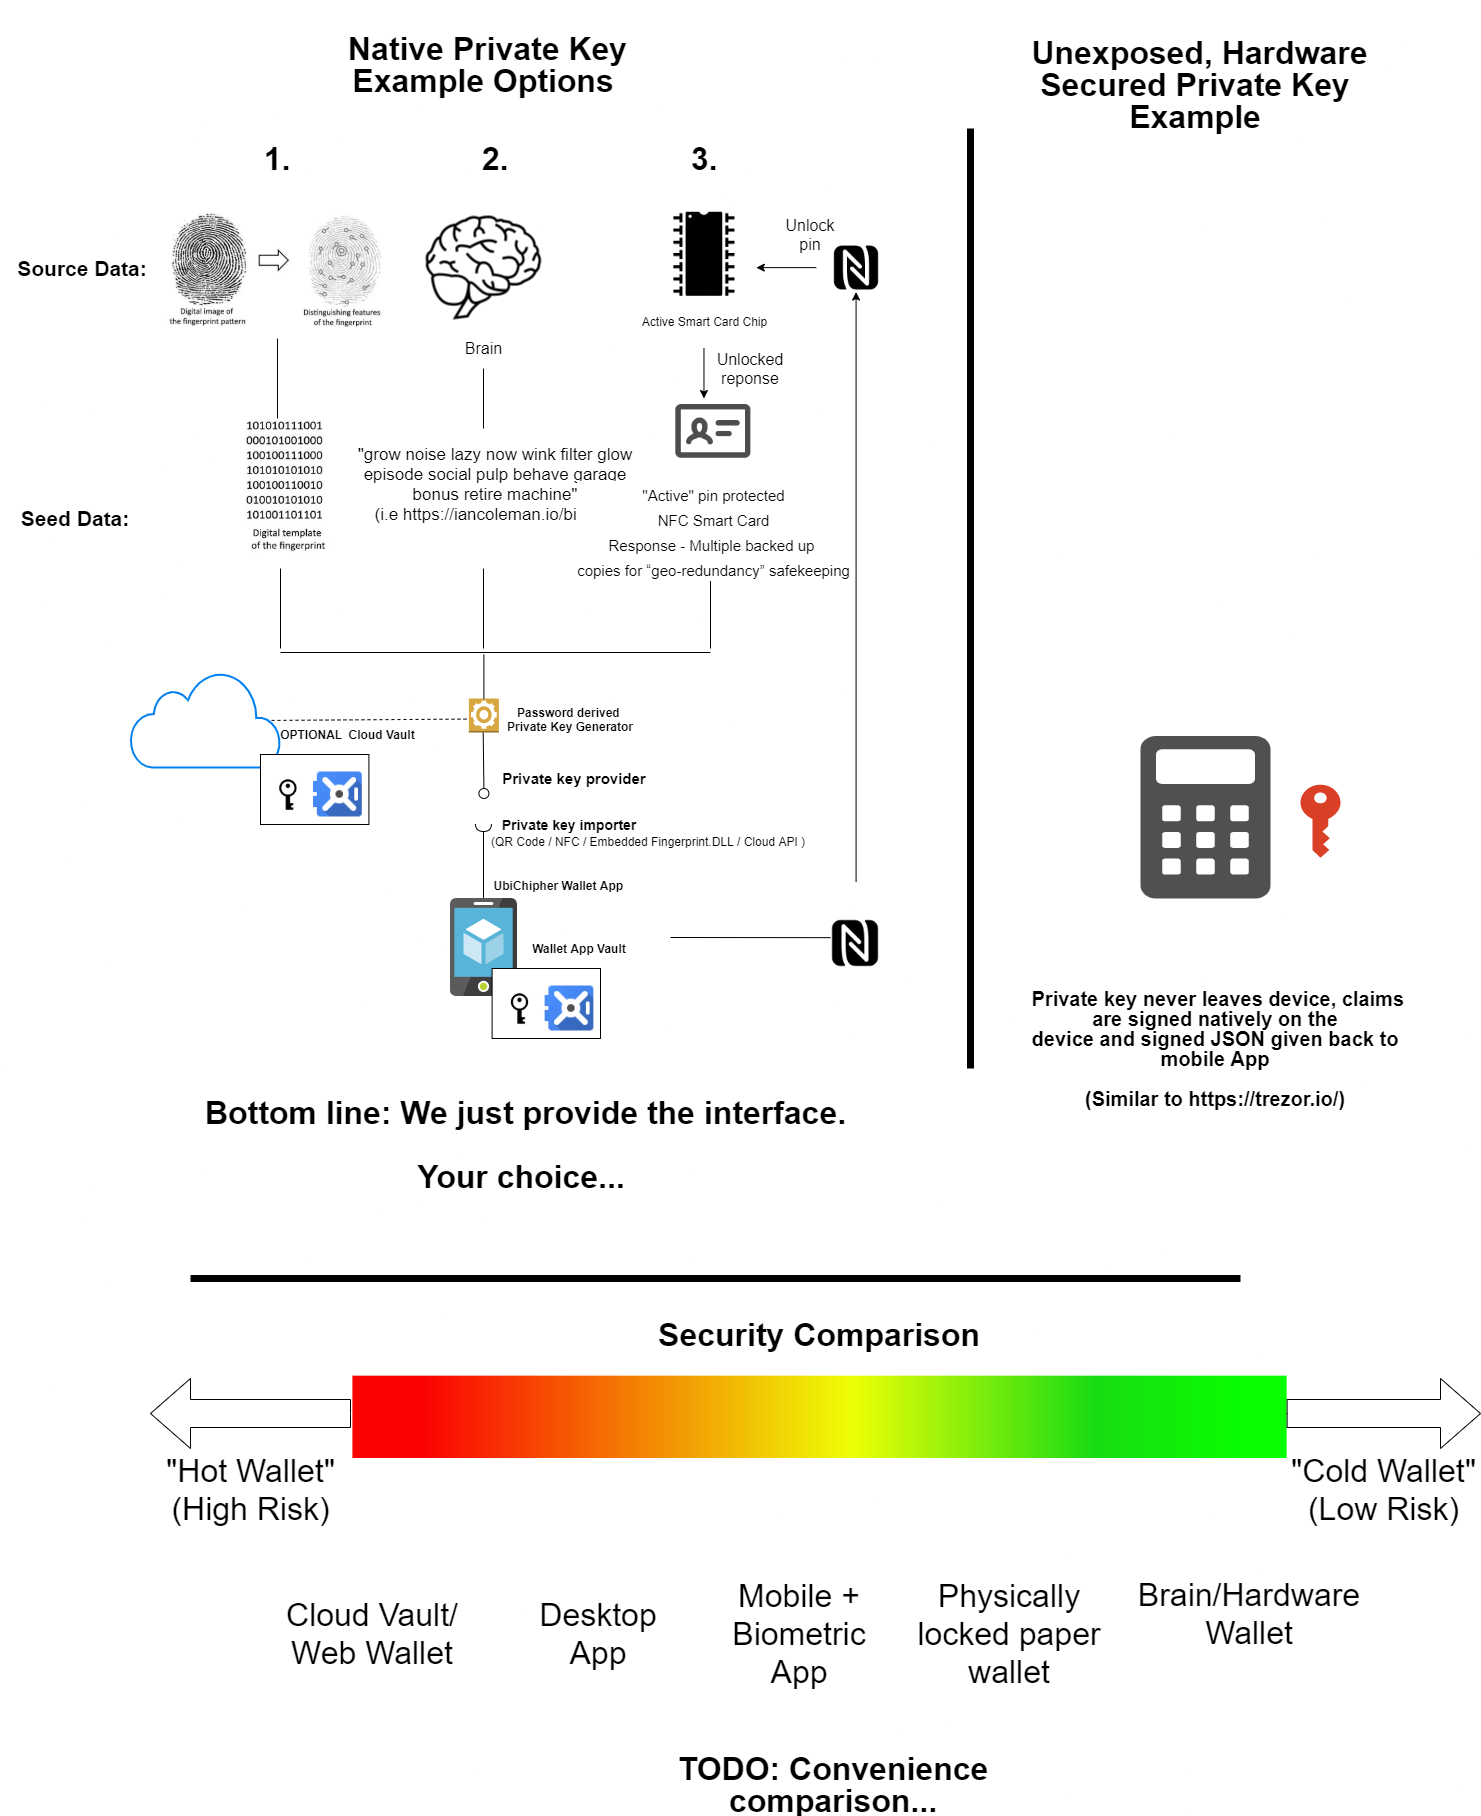 Native Private Key
Example Options
Unexposed, Hardware
Secured Private Key
Example
1.
2.
3.
Source Data:
Digital image of
the fingerprint pattern
Distinguishing features
of the fingerprint
Brain
Active Smart Card Chip
Unlock
pin
Unlocked
reponse
Seed Data:
101010111001
000101001000
100100111000
101010101010
100100110010
010010101010
101001101101
Digital template
of the fingerprint
"grow noise lazy now wink filter glow
episode social pulp behave garage
bonus retire machine"
(i.e https://iancoleman.io/bi
"Active" pin protected
NFC Smart Card
Response - Multiple backed up
copies for “geo-redundancy” safekeeping
OPTIONAL Cloud Vault
Password derived
Private Key Generator
Private key provider
Private key importer
(QR Code / NFC / Embedded Fingerprint.DLL / Cloud API )
UbiChipher Wallet App
Wallet App Vault
Private key never leaves device, claims
are signed natively on the
device and signed JSON given back to
mobile App
(Similar to https://trezor.io/)
Bottom line: We just provide the interface.
Your choice...
Security Comparison
"Hot Wallet"
(High Risk)
"Cold Wallet"
(Low Risk)
Cloud Vault/
Web Wallet
Desktop
App
Mobile +
Biometric
App
Physically
locked paper
wallet
Brain/Hardware
Wallet
TODO: Convenience
comparison...